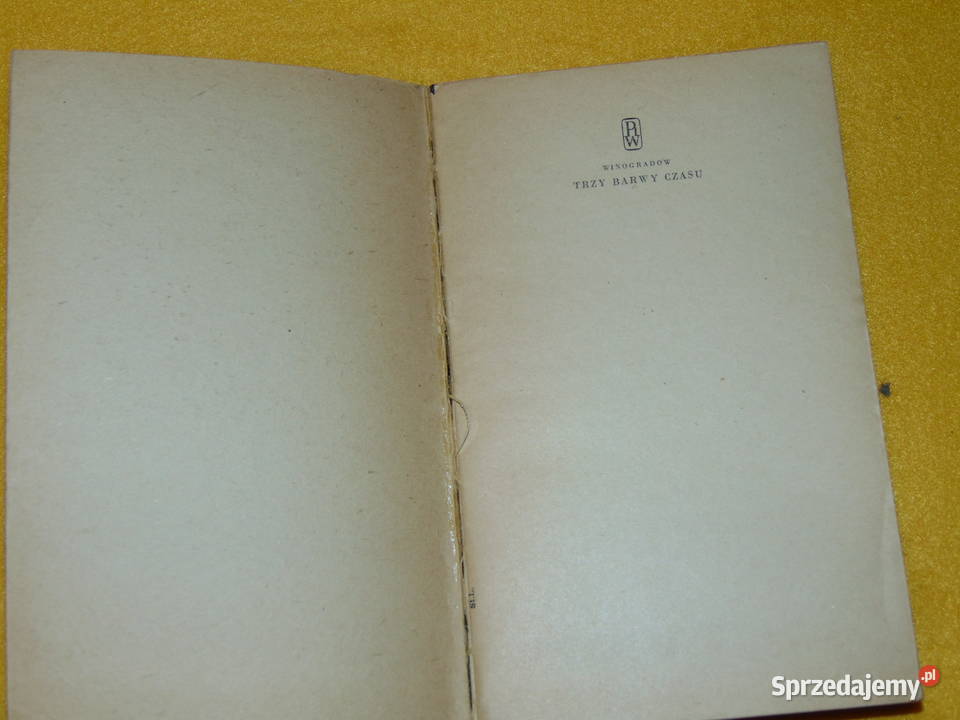 PIW
WINOGRADOW
TRZY BARWY CZASU
Sprzedajemy.pl